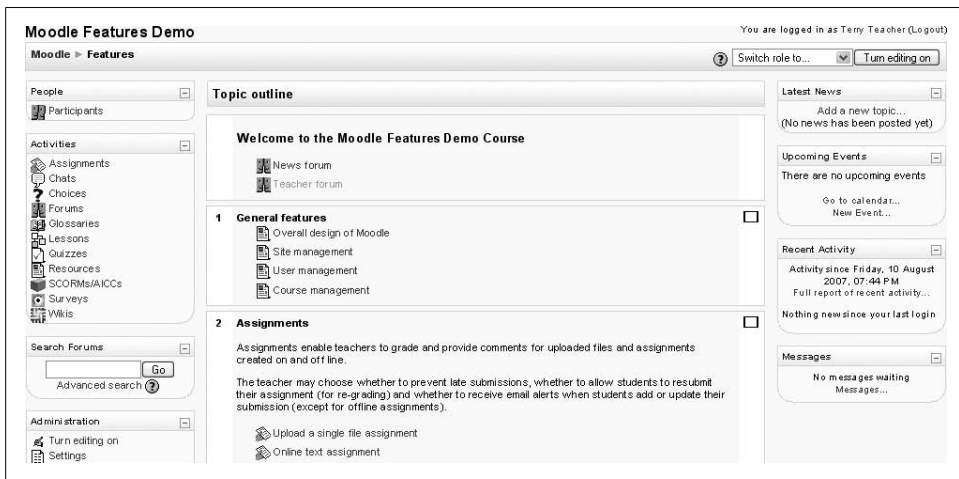 Moodle Features Demo
You are logged in as Terry Teacher (Logout)
Moodle ► Features
Switch role to...
Turn editing on
People
Participants
Activities
Assignments
Chats
Choices
Forums
Glossaries
Lessons
Quizzes
Resources
SCORMs/AICCs
Surveys
Wikis
Search Forums
Go
Advanced search
Administration
Turn editing on
Settings
Topic outline
Welcome to the Moodle Features Demo Course
News forum
Teacher forum
1 General features
Overall design of Moodle
Site management
User management
Course management
2 Assignments
Assignments enable teachers to grade and provide comments for uploaded files and assignments
created on and off line.
The teacher may choose whether to prevent late submissions, whether to allow students to resubmit
their assignment (for re-grading) and whether to receive email alerts when students add or update their
submission (except for offline assignments).
Upload a single file assignment
Online text assignment
Latest News
Add a new topic...
(No news has been posted yet)
Upcoming Events
There are no upcoming events
Go to calendar...
New Event...
Recent Activity
Activity since Friday, 10 August
2007, 07:44 PM
Full report of recent activity...
Nothing new since your last login
Messages
No messages waiting
Messages...